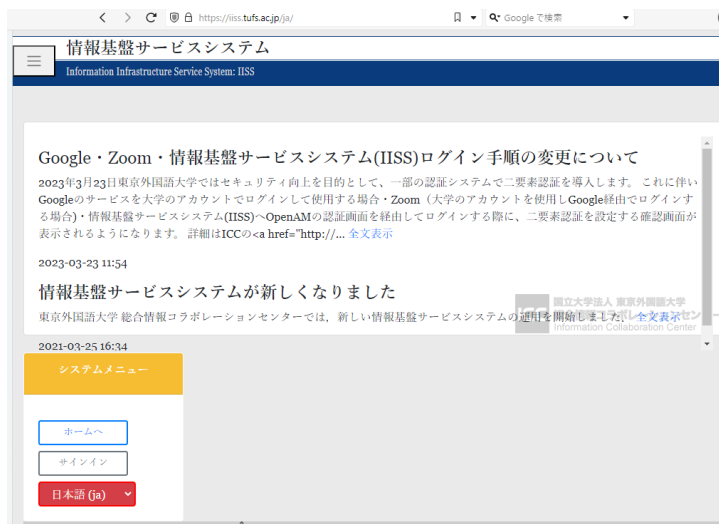 https://iiss.tufs.ac.jp/ja/
Google で検索
情報基盤サービスシステム
Information Infrastructure Service System: IISS
Google・Zoom・情報基盤サービスシステム(IISS)ログイン手順の変更について
2023年3月23日東京外国語大学ではセキュリティ向上を目的として、一部の認証システムで二要素認証を導入します。 これに伴い
Googleのサービスを大学のアカウントでログインして使用する場合・Zoom（大学のアカウントを使用しGoogle経由でログインす
る場合)・情報基盤サービスシステム(IISS)へOpenAMの認証画面を経由してログインする際に、二要素認証を設定する確認画面が
表示されるようになります。 詳細はICCの<a href="http://... 全文表示
2023-03-23 11:54
情報基盤サービスシステムが新しくなりました
国立大学法人 東京外国語大学
東京外国語大学 総合情報コラボレーションセンターでは，新しい情報基盤サービスシステムの運用を開始しました． 全文表示
Information Collaboration Center
2021-03-25 16:34
システムメニュー
ホームへ
サインイン
日本語 (ja)